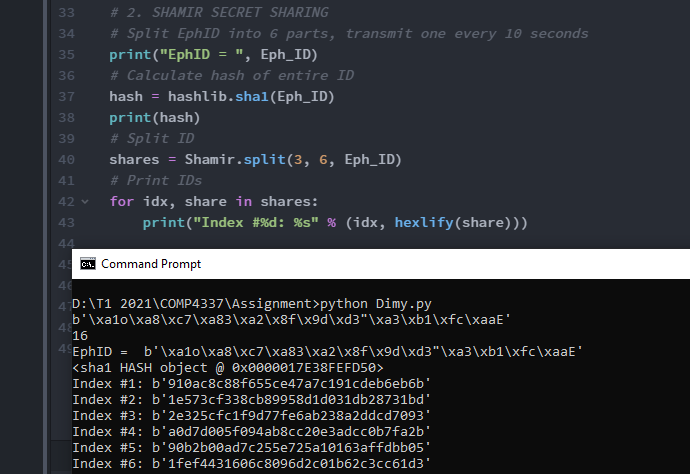 33 # 2. SHAMIR SECRET SHARING
34 # Split EphID into 6 parts, transmit one every 10 seconds
35 print("EphID = ", Eph_ID)
36 # Calculate hash of entire ID
37 hash = hashlib.sha1(Eph_ID)
38 print(hash)
39 # Split ID
40 shares = Shamir.split(3, 6, Eph_ID)
41 # Print IDs
42 for idx, share in shares:
43 print("Index #%d: %s" % (idx, hexlify(share)))
44
Command Prompt
D:\T1 2021\COMP4337\Assignment>python Dimy.py
b'\xa1o\xa8\xc7\xa83\xa2\x8f\x9d\xd3"\xa3\xb1\xfc\xaaE'
16
EphID =  b'\xa1o\xa8\xc7\xa83\xa2\x8f\x9d\xd3"\xa3\xb1\xfc\xaaE'
<sha1 HASH object @ 0x0000017E38FEFD50>
Index #1: b'910ac8c88f655ce47a7c191cdeb6eb6b'
Index #2: b'1e573cf338cb89958d1d031db28731bd'
Index #3: b'2e325cfc1f9d77fe6ab238a2ddcd7093'
Index #4: b'a0d7d005f094ab8cc20e3adcc0b7fa2b'
Index #5: b'90b2b00ad7c255e725a10163affdbb05'
Index #6: b'1fef4431606c8096d2c01b62c3cc61d3'